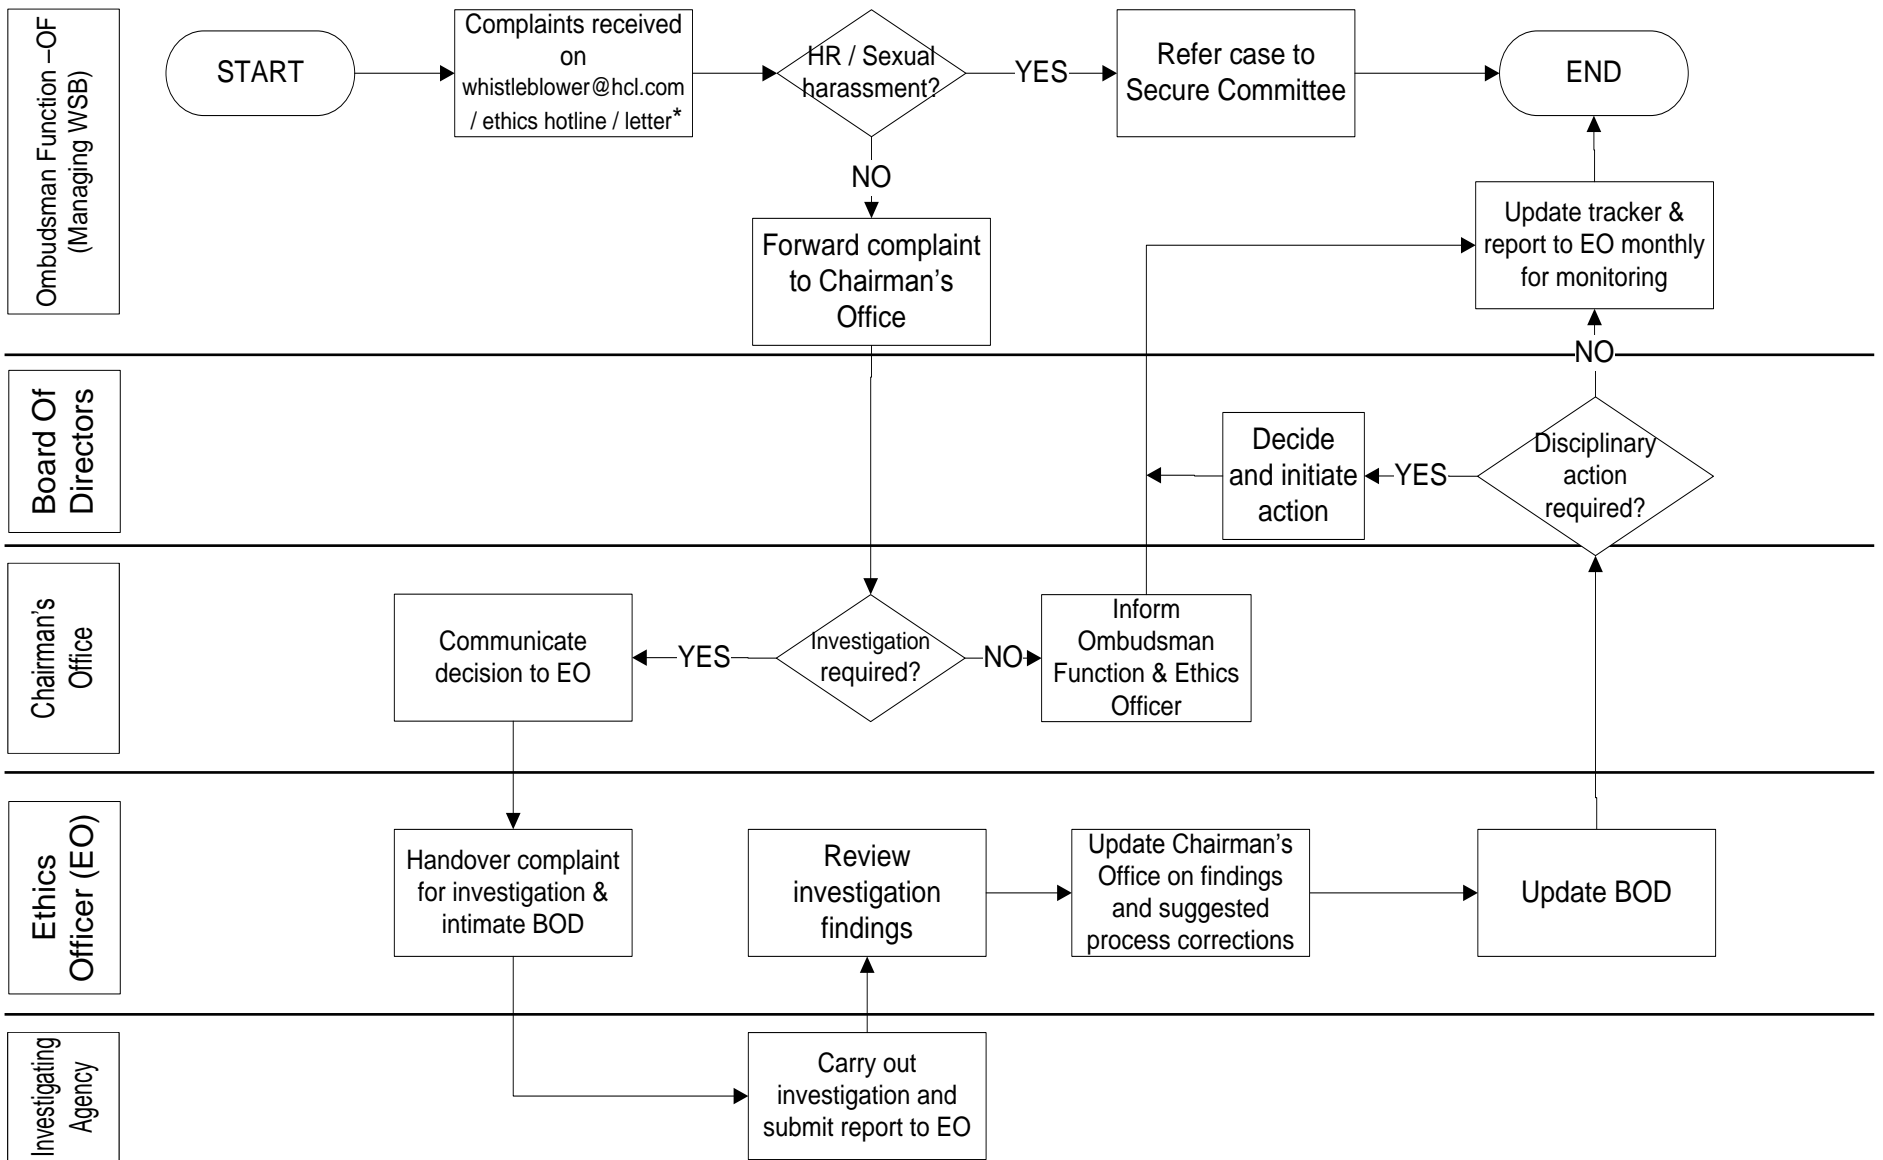 Ombudsman Function –OF
(Managing WSB)
START
Complaints received
on
whistleblower@hcl.com
/ ethics hotline / letter*
HR / Sexual
harassment?
YES
Refer case to
Secure Committee
END
NO
Forward complaint
to Chairman's
Office
Update tracker &
report to EO monthly
for monitoring
NO
Board Of
Directors
Decide
and initiate
action
YES
Disciplinary
action
required?
Chairman's
Office
Communicate
decision to EO
YES
Investigation
required?
NO
Inform
Ombudsman
Function & Ethics
Officer
Ethics
Officer (EO)
Handover complaint
for investigation &
intimate BOD
Review
investigation
findings
Update Chairman's
Office on findings
and suggested
process corrections
Update BOD
Investigating
Agency
Carry out
investigation and
submit report to EO